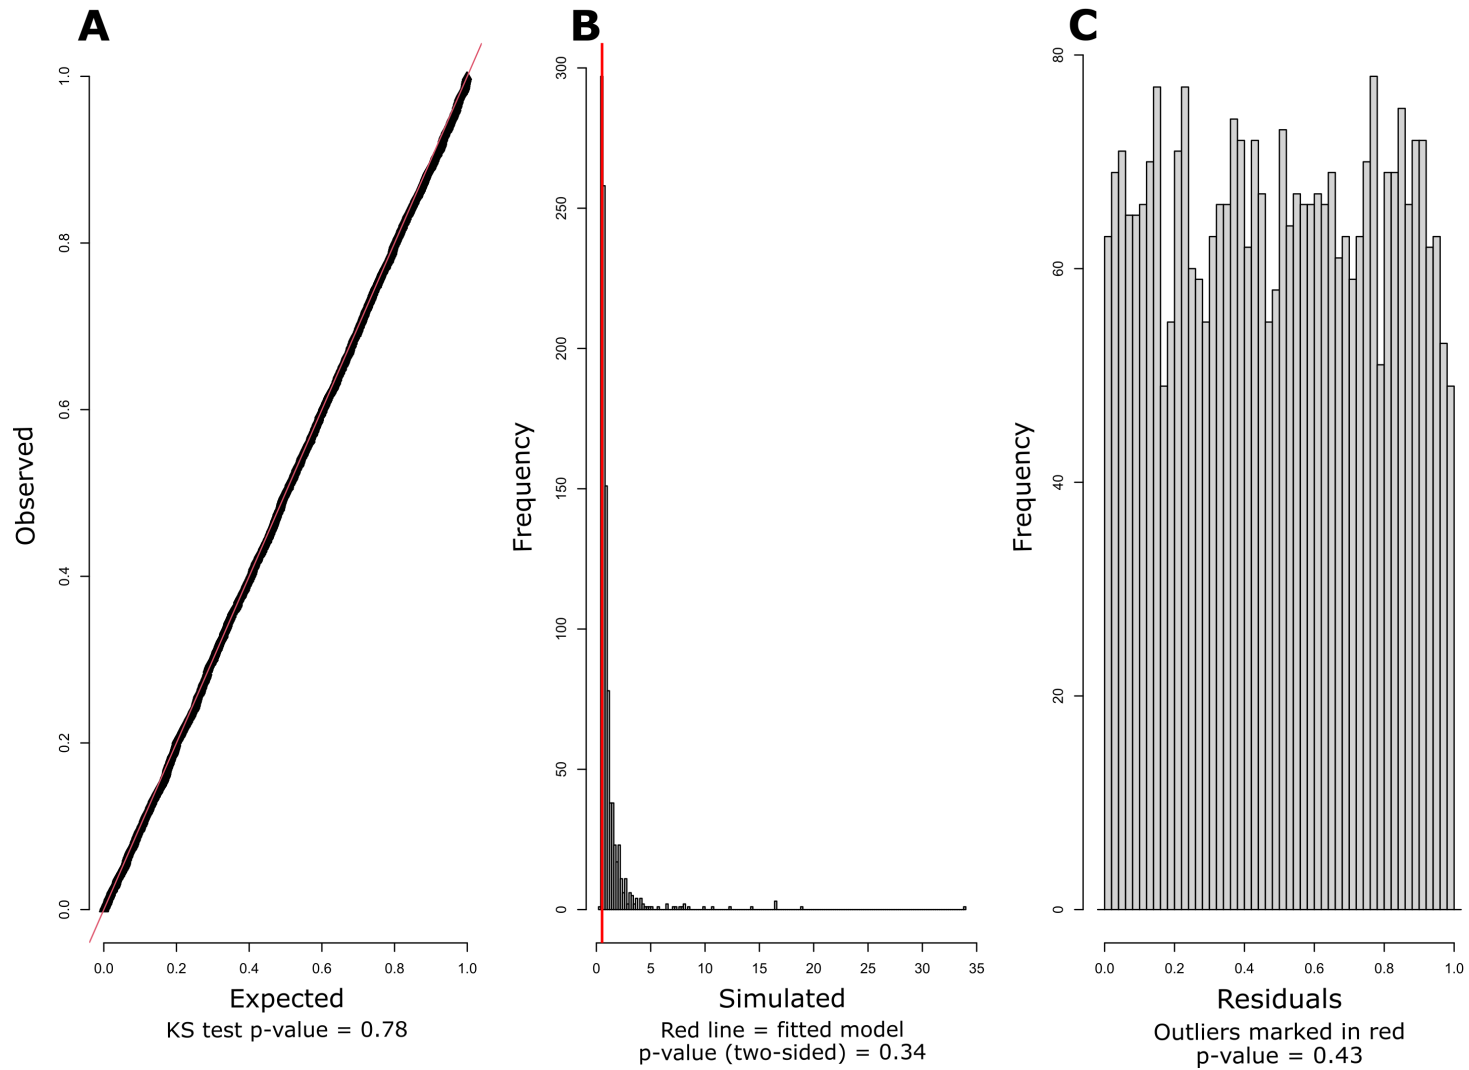 A
B
C
1.0
0.8
0.6
0.4
0.2
0.0
Observed
0.0 0.2 0.4 0.6 0.8 1.0
Expected
KS test p-value = 0.78
300
250
200
150
100
50
0
Frequency
0 5 10 15 20 25 30 35
Simulated
Red line = fitted model
p-value (two-sided) = 0.34
80
60
40
20
0
Frequency
0.0 0.2 0.4 0.6 0.8 1.0
Residuals
Outliers marked in red
p-value = 0.43